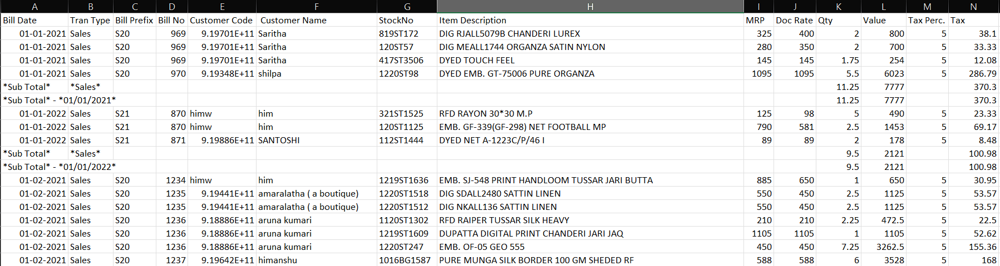 A B C D E F G H I J K L M N
Bill Date Tran Type Bill Prefix Bill No Customer Code Customer Name StockNo Item Description MRP Doc Rate Qty Value Tax Perc. Tax
01-01-2021 Sales S20 969 9.19701E+11 Saritha 819ST172 DIG RJALL5079B CHANDERI LUREX 325 400 2 800 5 38.1
01-01-2021 Sales S20 969 9.19701E+11 Saritha 120ST57 DIG MEALL1744 ORGANZA SATIN NYLON 280 350 2 700 5 33.33
01-01-2021 Sales S20 969 9.19701E+11 Saritha 417ST3506 DYED TOUCH FEEL 145 145 1.75 254 5 12.08
01-01-2021 Sales S20 970 9.19348E+11 shilpa 1220ST98 DYED EMB. GT-75006 PURE ORGANZA 1095 1095 5.5 6023 5 286.79
*Sub Total* *Sales* 11.25 7777 370.3
*Sub Total* - *01/01/2021* 11.25 7777 370.3
01-01-2022 Sales S21 870 himw him 321ST1525 RFD RAYON 30*30 M.P 125 98 5 490 5 23.33
01-01-2022 Sales S21 870 himw him 120ST1125 EMB. GF-339(GF-298) NET FOOTBALL MP 790 581 2.5 1453 5 69.17
01-01-2022 Sales S21 871 9.19886E+11 SANTOSHI 112ST1444 DYED NET A-1223C/P/46 I 89 89 2 178 5 8.48
*Sub Total* *Sales* 9.5 2121 100.98
*Sub Total* - *01/01/2022* 9.5 2121 100.98
01-02-2021 Sales S20 1234 himw him 1219ST1636 EMB. SJ-548 PRINT HANDLOOM TUSSAR JARI BUTTA 885 650 1 650 5 30.95
01-02-2021 Sales S20 1235 9.19441E+11 amaralatha ( a boutique) 1220ST1518 DIG SDALL2480 SATTIN LINEN 550 450 2.5 1125 5 53.57
01-02-2021 Sales S20 1235 9.19441E+11 amaralatha ( a boutique) 1220ST1512 DIG NKALL136 SATTIN LINEN 550 450 2.5 1125 5 53.57
01-02-2021 Sales S20 1236 9.18886E+11 aruna kumari 1120ST1302 RFD RAIPER TUSSAR SILK HEAVY 210 210 2.25 472.5 5 22.5
01-02-2021 Sales S20 1236 9.18886E+11 aruna kumari 1219ST1609 DUPATTA DIGITAL PRINT CHANDERI JARI JAQ 1105 1105 1 1105 5 52.62
01-02-2021 Sales S20 1236 9.18886E+11 aruna kumari 1220ST247 EMB. OF-05 GEO 555 450 450 7.25 3262.5 5 155.36
01-02-2021 Sales S20 1237 9.19642E+11 himanshu 1016BG1587 PURE MUNGA SILK BORDER 100 GM SHEDED RF 588 588 6 3528 5 168